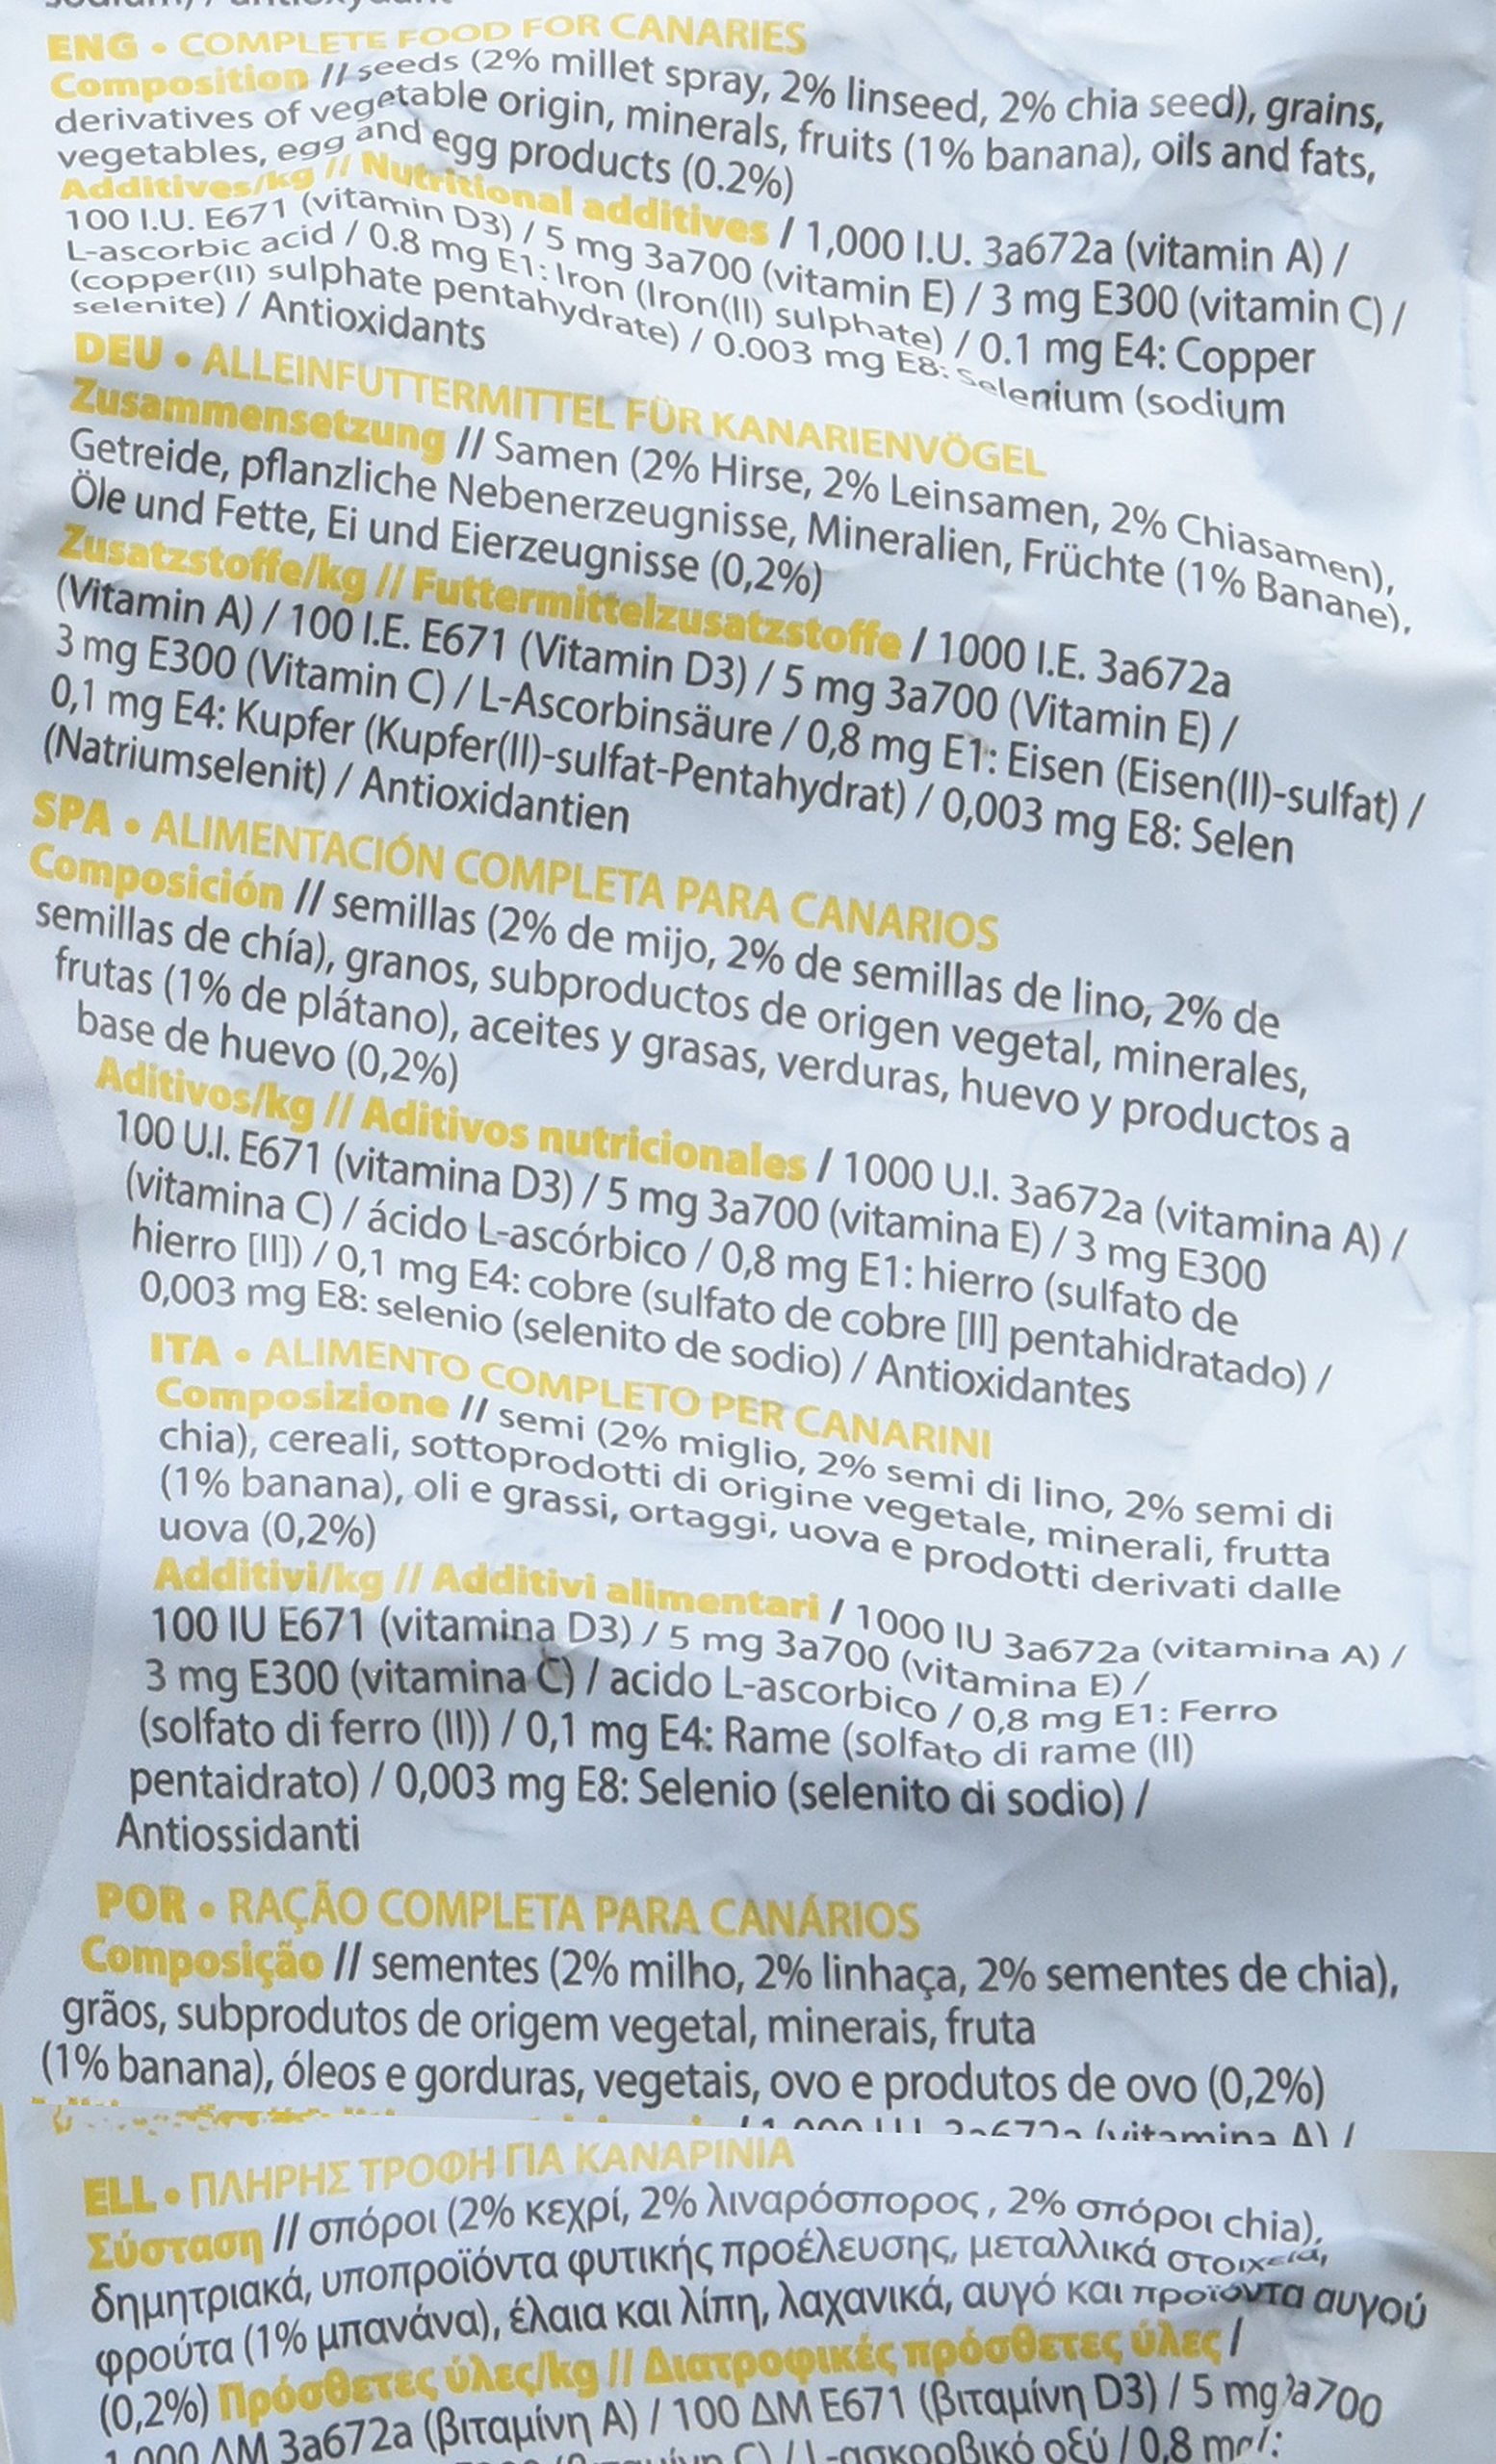 ENG • COMPLETE FOOD FOR CANARIES
Composition // seeds (2% millet spray, 2% linseed, 2% chia seed), grains,
derivatives of vegetable origin, minerals, fruits (1% banana), oils and fats,
vegetables, egg and egg products (0.2%)
Additives/kg // Nutritional additives / 1,000 I.U. 3a672a (vitamin A) /
100 I.U. E671 (vitamin D3) / 5 mg 3a700 (vitamin E) / 3 mg E300 (vitamin C) /
L-ascorbic acid / 0.8 mg E1: Iron (Iron(II) sulphate) / 0.1 mg E4: Copper
(copper(II) sulphate pentahydrate) / 0.003 mg E8: Selenium (sodium
selenite) / Antioxidants
DEU • ALLEINFUTTERMITTEL FÜR KANARIENVÖGEL
Zusammensetzung // Samen (2% Hirse, 2% Leinsamen, 2% Chiasamen),
Getreide, pflanzliche Nebenerzeugnisse, Mineralien, Früchte (1% Banane),
Öle und Fette, Ei und Eierzeugnisse (0,2%)
Zusatzstoffe/kg // Futtermittelzusatzstoffe / 1000 I.E. 3a672a
(Vitamin A) / 100 I.E. E671 (Vitamin D3) / 5 mg 3a700 (Vitamin E) /
3 mg E300 (Vitamin C) / L-Ascorbinsäure / 0,8 mg E1: Eisen (Eisen(II)-sulfat) /
0,1 mg E4: Kupfer (Kupfer(II)-sulfat-Pentahydrat) / 0,003 mg E8: Selen
(Natriumselenit) / Antioxidantien
SPA • ALIMENTACIÓN COMPLETA PARA CANARIOS
Composición // semillas (2% de mijo, 2% de semillas de lino, 2% de
semillas de chía), granos, subproductos de origen vegetal, minerales,
frutas (1% de plátano), aceites y grasas, verduras, huevo y productos a
base de huevo (0,2%)
Aditivos/kg // Aditivos nutricionales / 1000 U.I. 3a672a (vitamina A) /
100 U.I. E671 (vitamina D3) / 5 mg 3a700 (vitamina E) / 3 mg E300
(vitamina C) / ácido L-ascórbico / 0,8 mg E1: hierro (sulfato de
hierro [II]) / 0,1 mg E4: cobre (sulfato de cobre [II] pentahidratado) /
0,003 mg E8: selenio (selenito de sodio) / Antioxidantes
ITA • ALIMENTO COMPLETO PER CANARINI
Composizione // semi (2% miglio, 2% semi di lino, 2% semi di
chia), cereali, sottoprodotti di origine vegetale, minerali, frutta
(1% banana), oli e grassi, ortaggi, uova e prodotti derivati dalle
uova (0,2%)
Additivi/kg // Additivi alimentari / 1000 IU 3a672a (vitamina A) /
100 IU E671 (vitamina D3) / 5 mg 3a700 (vitamina E) /
3 mg E300 (vitamina C) / acido L-ascorbico / 0,8 mg E1: Ferro
(solfato di ferro (II)) / 0,1 mg E4: Rame (solfato di rame (II)
pentaidrato) / 0,003 mg E8: Selenio (selenito di sodio) /
Antiossidanti
POR • RAÇÃO COMPLETA PARA CANÁRIOS
Composição // sementes (2% milho, 2% linhaça, 2% sementes de chia),
grãos, subprodutos de origem vegetal, minerais, fruta
(1% banana), óleos e gorduras, vegetais, ovo e produtos de ovo (0,2%)
(vitamina A) /
ELL • ΠΛΗΡΗΣ ΤΡΟΦΗ ΓΙΑ ΚΑΝΑΡΙΝΙΑ
Σύσταση // σπόροι (2% κεχρί, 2% λιναρόσπορος , 2% σπόροι chia),
δημητριακά, υποπροϊόντα φυτικής προέλευσης, μεταλλικά στοιχεία,
φρούτα (1% μπανάνα), έλαια και λίπη, λαχανικά, αυγό και προϊόντα αυγού
(0,2%) Πρόσθετες ύλες/kg // Διατροφικές πρόσθετες ύλες /
1.000 ΔΜ 3a672a (βιταμίνη A) / 100 ΔΜ E671 (βιταμίνη D3) / 5 mg 3a700
C) / L-ασκορβικό οξύ / 0,8